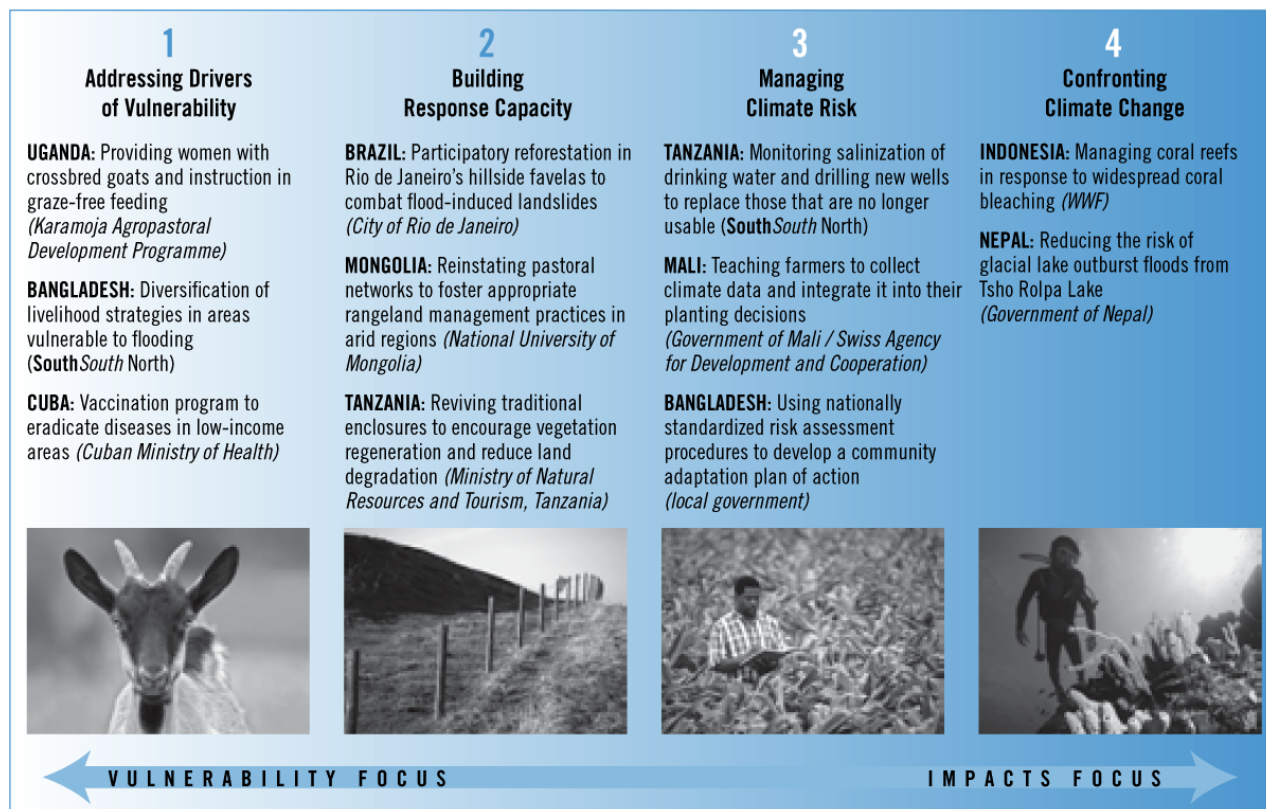 1
Addressing Drivers
of Vulnerability
UGANDA: Providing women with
crossbred goats and instruction in
graze-free feeding
(Karamoja Agropastoral
Development Programme)
BANGLADESH: Diversification of
livelihood strategies in areas
vulnerable to flooding
(SouthSouth North)
CUBA: Vaccination program to
eradicate diseases in low-income
areas (Cuban Ministry of Health)
2
Building
Response Capacity
BRAZIL: Participatory reforestation in
Rio de Janeiro's hillside favelas to
combat flood-induced landslides
(City of Rio de Janeiro)
MONGOLIA: Reinstating pastoral
networks to foster appropriate
rangeland management practices in
arid regions (National University of
Mongolia)
TANZANIA: Reviving traditional
enclosures to encourage vegetation
regeneration and reduce land
degradation (Ministry of Natural
Resources and Tourism, Tanzania)
3
Managing
Climate Risk
TANZANIA: Monitoring salinization of
drinking water and drilling new wells
to replace those that are no longer
usable (SouthSouth North)
MALI: Teaching farmers to collect
climate data and integrate it into their
planting decisions
(Government of Mali / Swiss Agency
for Development and Cooperation)
BANGLADESH: Using nationally
standardized risk assessment
procedures to develop a community
adaptation plan of action
(local government)
4
Confronting
Climate Change
INDONESIA: Managing coral reefs
in response to widespread coral
bleaching (WWF)
NEPAL: Reducing the risk of
glacial lake outburst floods from
Tsho Rolpa Lake
(Government of Nepal)
VULNERABILITY FOCUS
IMPACTS FOCUS